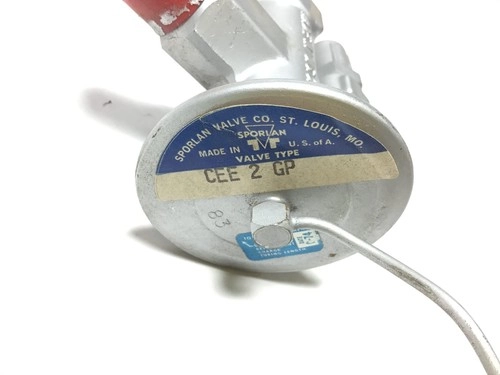 SPORLAN VALVE CO. ST. LOUIS, MO.
SPORLAN
MADE IN U.S. of A.
VALVE TYPE
CEE 2 GP
83